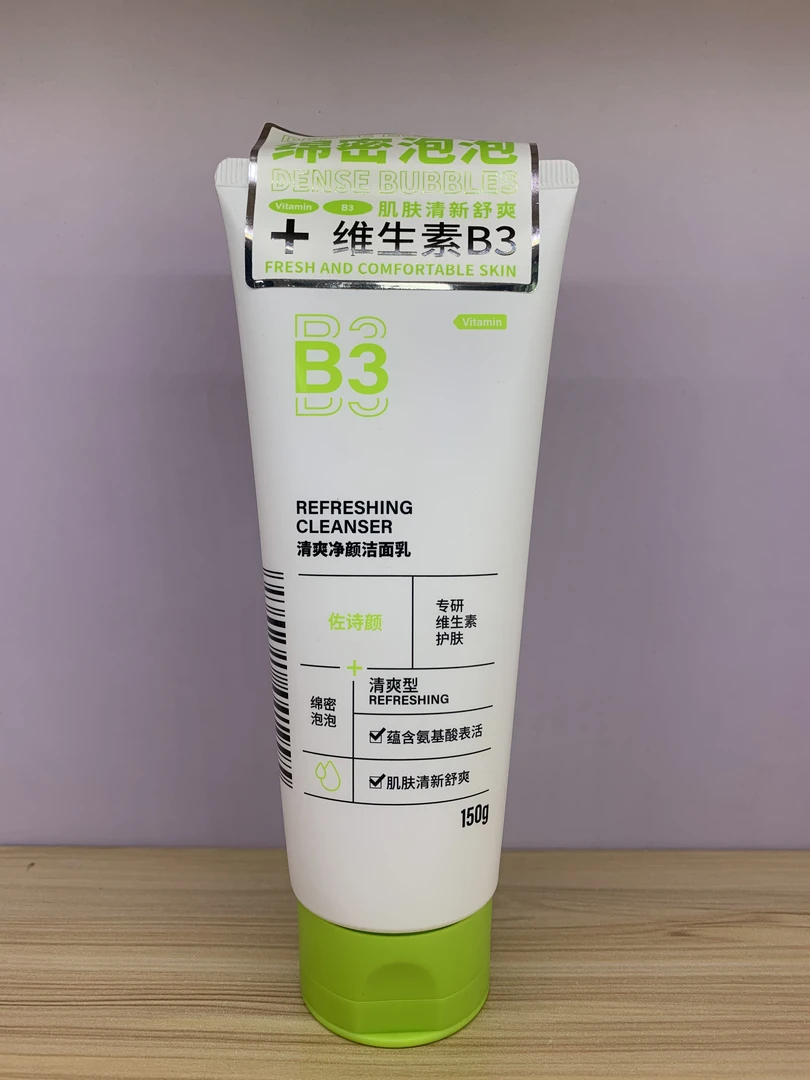 绵密泡泡
DENSE BUBBLES
Vitamin B3 肌肤清新舒爽
+ 维生素B3
FRESH AND COMFORTABLE SKIN
B3
Vitamin
REFRESHING
CLEANSER
清爽净颜洁面乳
佐诗颜
专研
维生素
护肤
+
清爽型
REFRESHING
绵密
泡泡
蕴含氨基酸表活
肌肤清新舒爽
150g